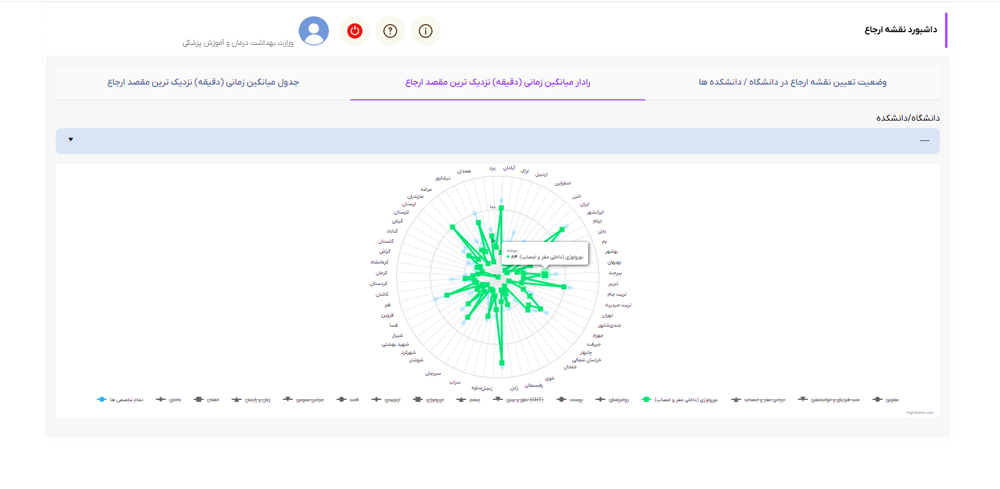 داشبورد نقشه ارجاع
وزارت بهداشت درمان و آموزش پزشکی
وضعیت تعیین نقشه ارجاع در دانشگاه / دانشکده ها
رادار میانگین زمانی (دقیقه) نزدیک ترین مقصد ارجاع
جدول میانگین زمانی (دقیقه) نزدیک ترین مقصد ارجاع
دانشگاه/دانشکده
----
آبادان
اراک
اردبیل
اسفراین
البرز
ایران
ایرانشهر
ایلام
بابل
بم
بوشهر
بهبهان
بیرجند
تبریز
تربت جام
تربت حیدریه
تهران
جندی‌شاپور
جهرم
جیرفت
چابهار
خراسان شمالی
خلخال
خوی
رفسنجان
زابل
زنجان
ساوه
سراب
سیرجان
شوشتر
شهرکرد
شهید بهشتی
شیراز
فسا
قزوین
قم
کاشان
کردستان
کرمان
کرمانشاه
گراش
گلستان
گناباد
گیلان
لارستان
لرستان
مازندران
مراغه
نیشابور
همدان
یزد
۱۰۰
۵۰
بیرجند
نورولوژی (داخلی مغز و اعصاب): ۸۴
تمام تخصص ها
داخلی
اطفال
زنان و زایمان
جراحی عمومی
قلب
ارتوپدی
اورولوژی
چشم
(ENT) حلق و بینی
پوست
روانپزشکی
نورولوژی (داخلی مغز و اعصاب)
جراحی مغز و اعصاب
طب فیزیکی و توانبخشی
عفونی
Highcharts.com